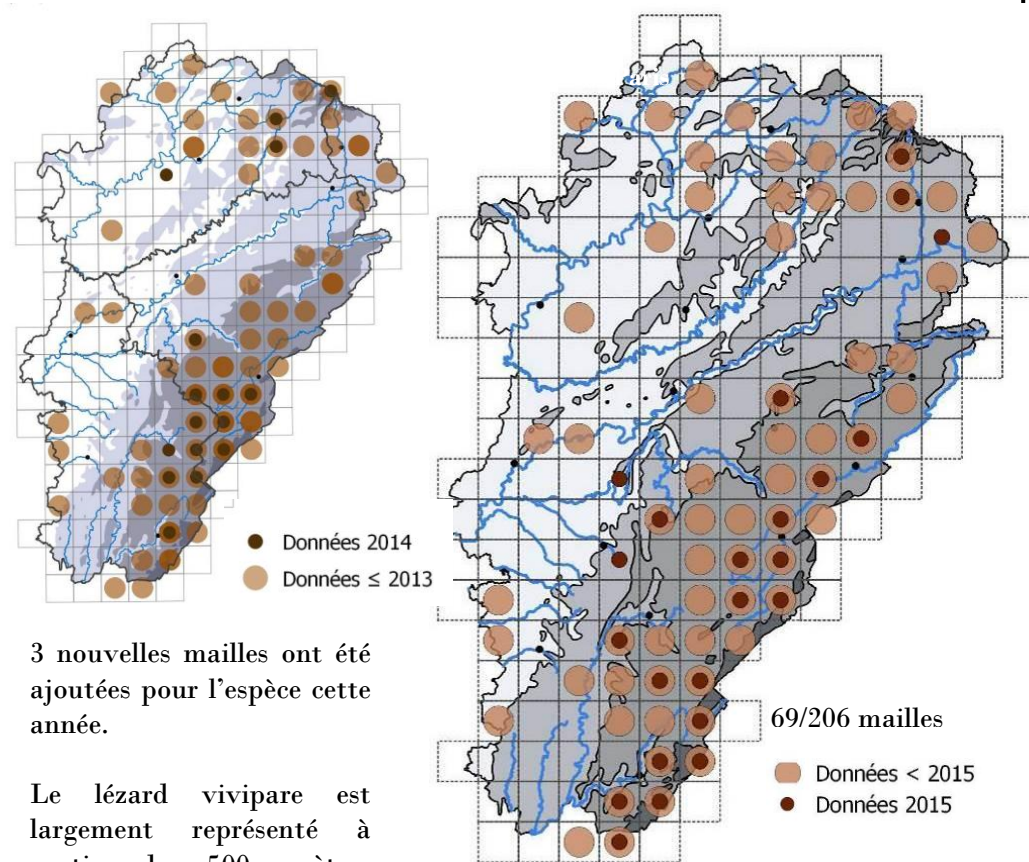 Données 2014
Données ≤ 2013
3 nouvelles mailles ont été
ajoutées pour l'espèce cette
année.
Le lézard vivipare est
largement représenté à
69/206 mailles
Données < 2015
Données 2015